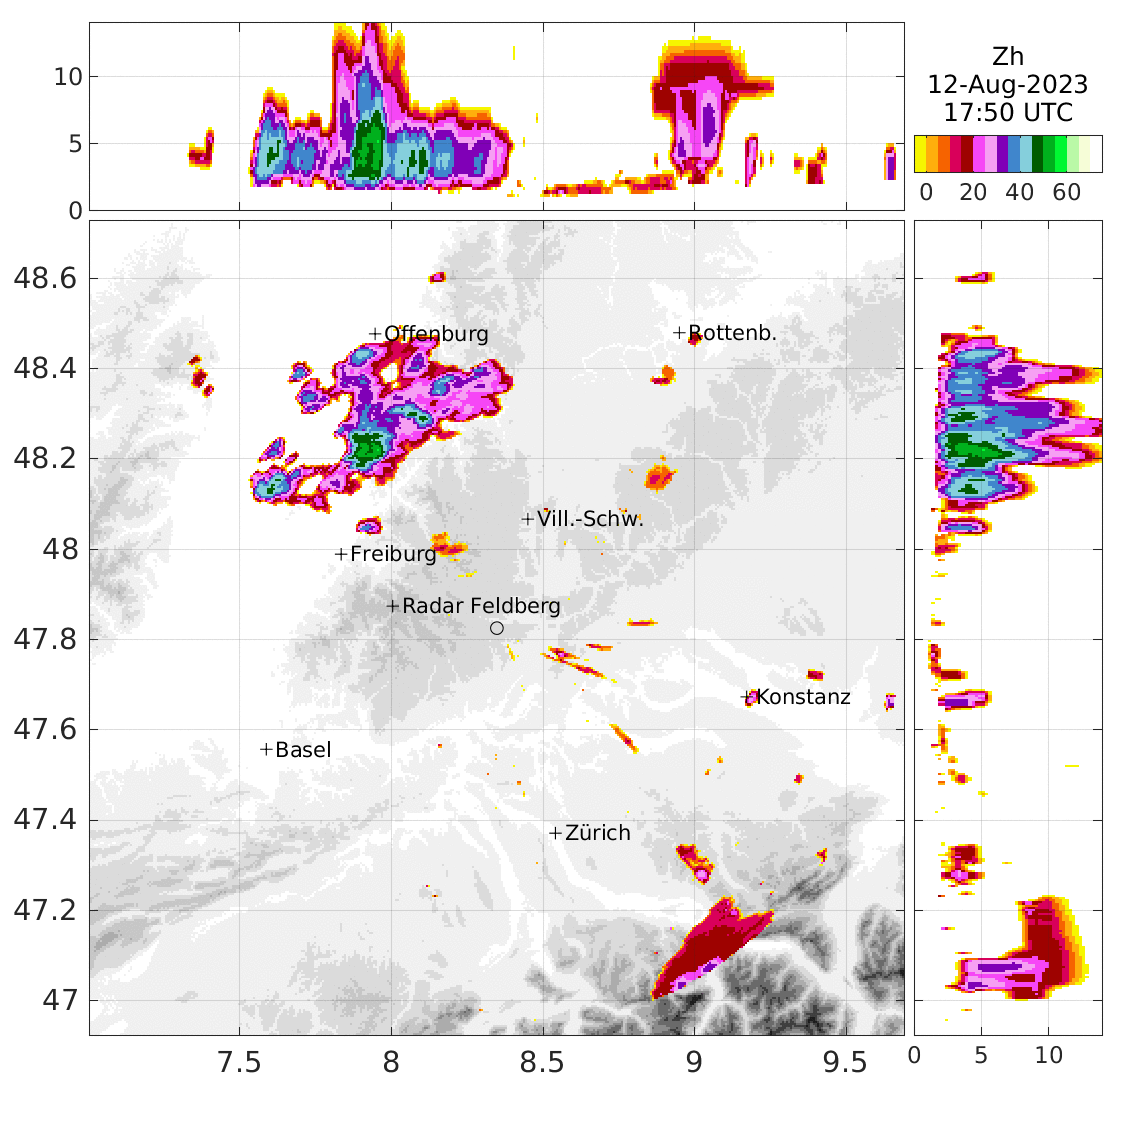 10
5
0
Zh
12-Aug-2023
17:50 UTC
0 20 40 60
48.6
48.4
48.2
48
47.8
47.6
47.4
47.2
47
Offenburg
Rottenb.
Vill.-Schw.
Freiburg
Radar Feldberg
Konstanz
Basel
Zürich
7.5 8 8.5 9 9.5
0 5 10